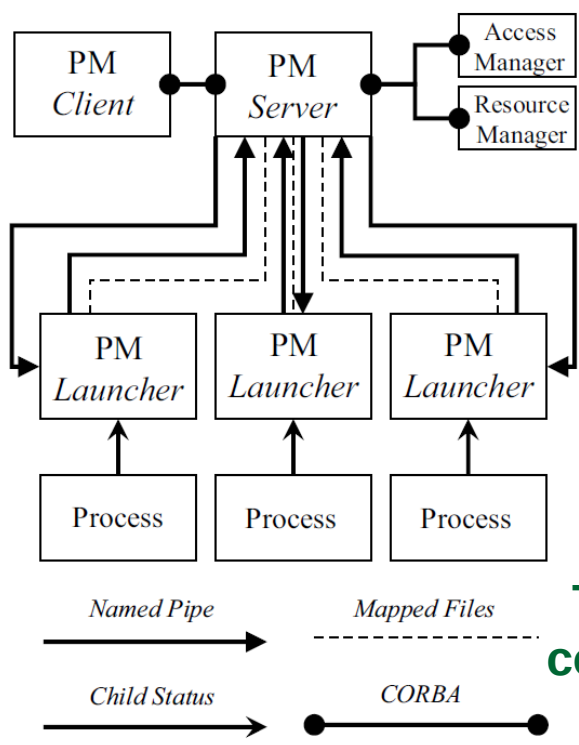 PM
Client
PM
Server
Access
Manager
Resource
Manager
PM
Launcher
PM
Launcher
PM
Launcher
Process
Process
Process
Named Pipe
Mapped Files
Child Status
CORBA